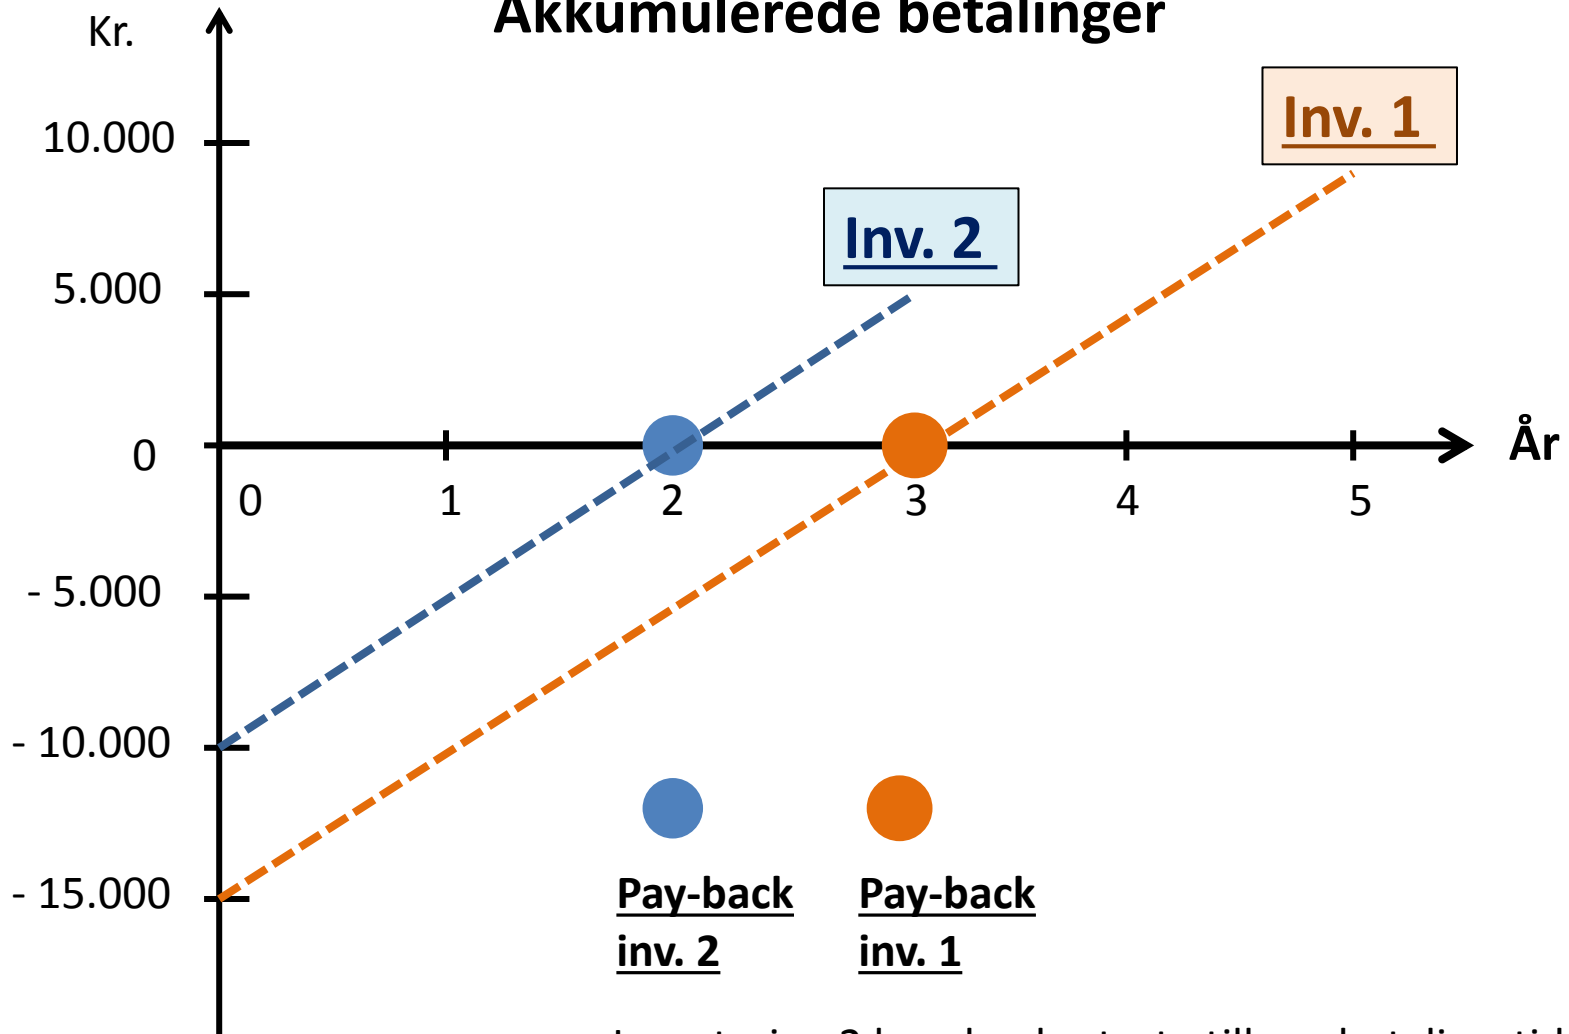 Akkumulerede betalinger
Kr.
10.000
Inv. 1
Inv. 2
5.000
0
År
0 1 2 3 4 5
- 5.000
- 10.000
- 15.000
Pay-back inv. 2
Pay-back inv. 1